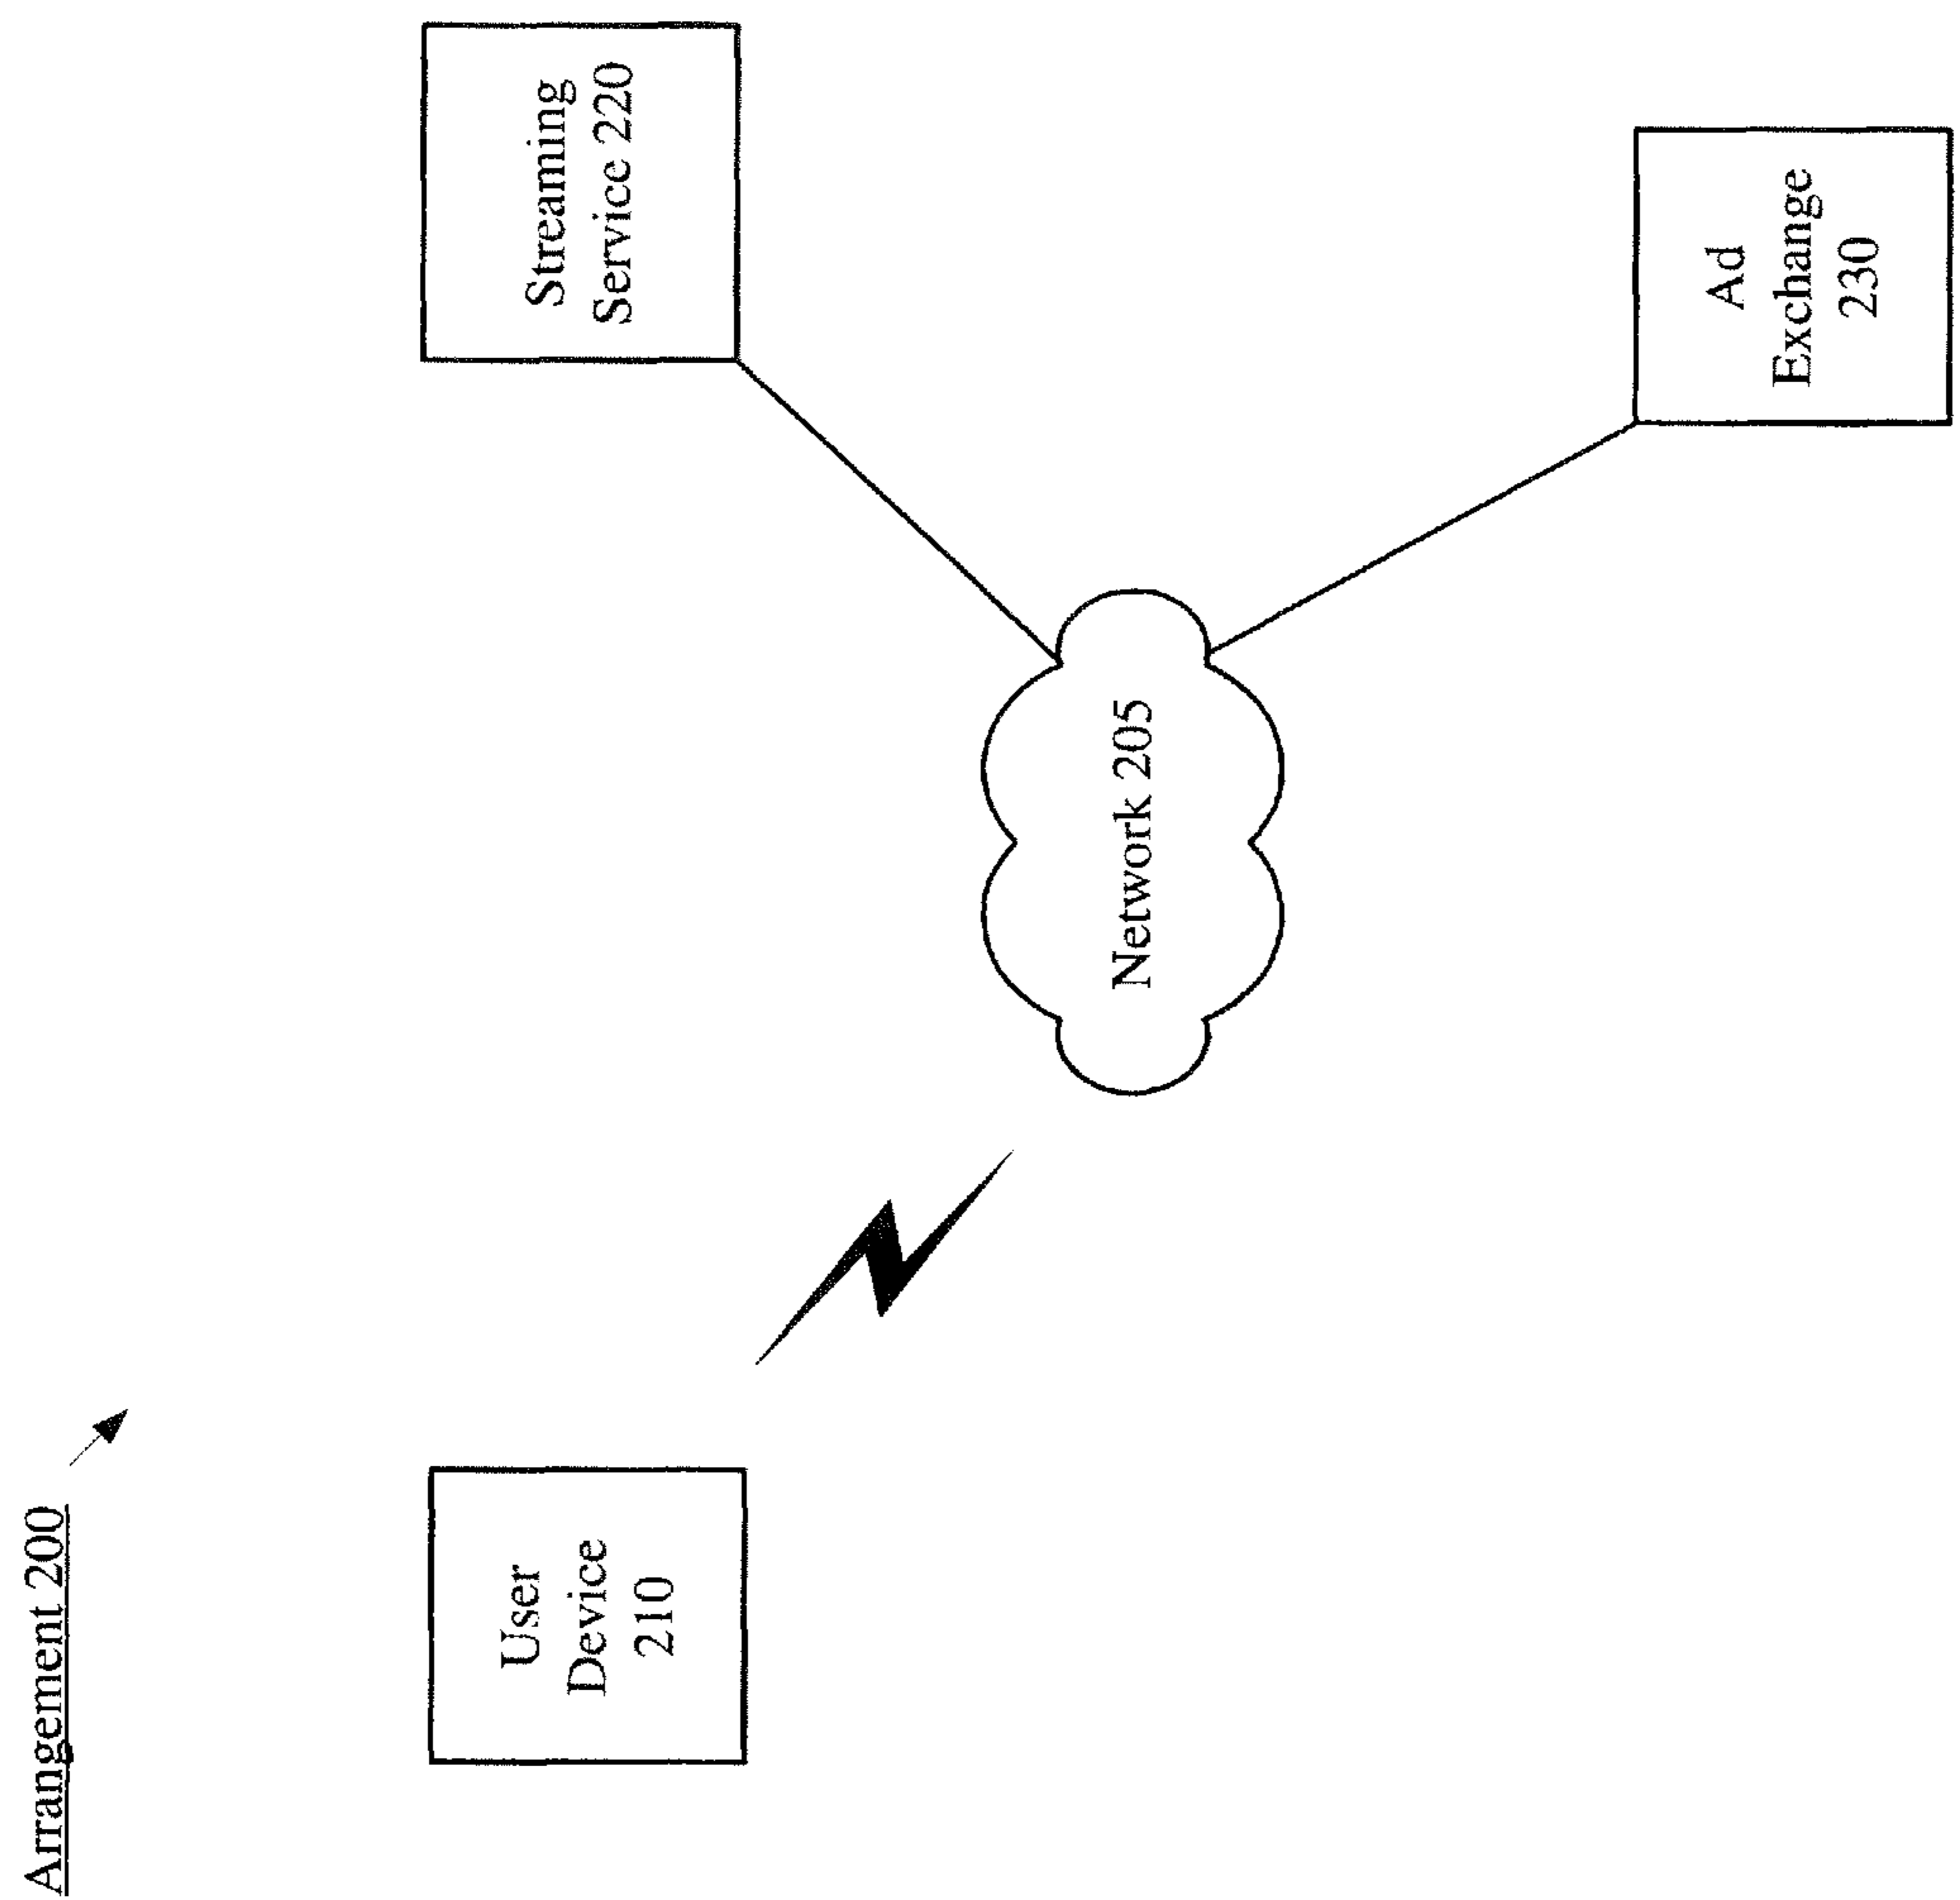 Arrangement 200
User
Device
210
Streaming
Service 220
Network 205
Ad
Exchange
230